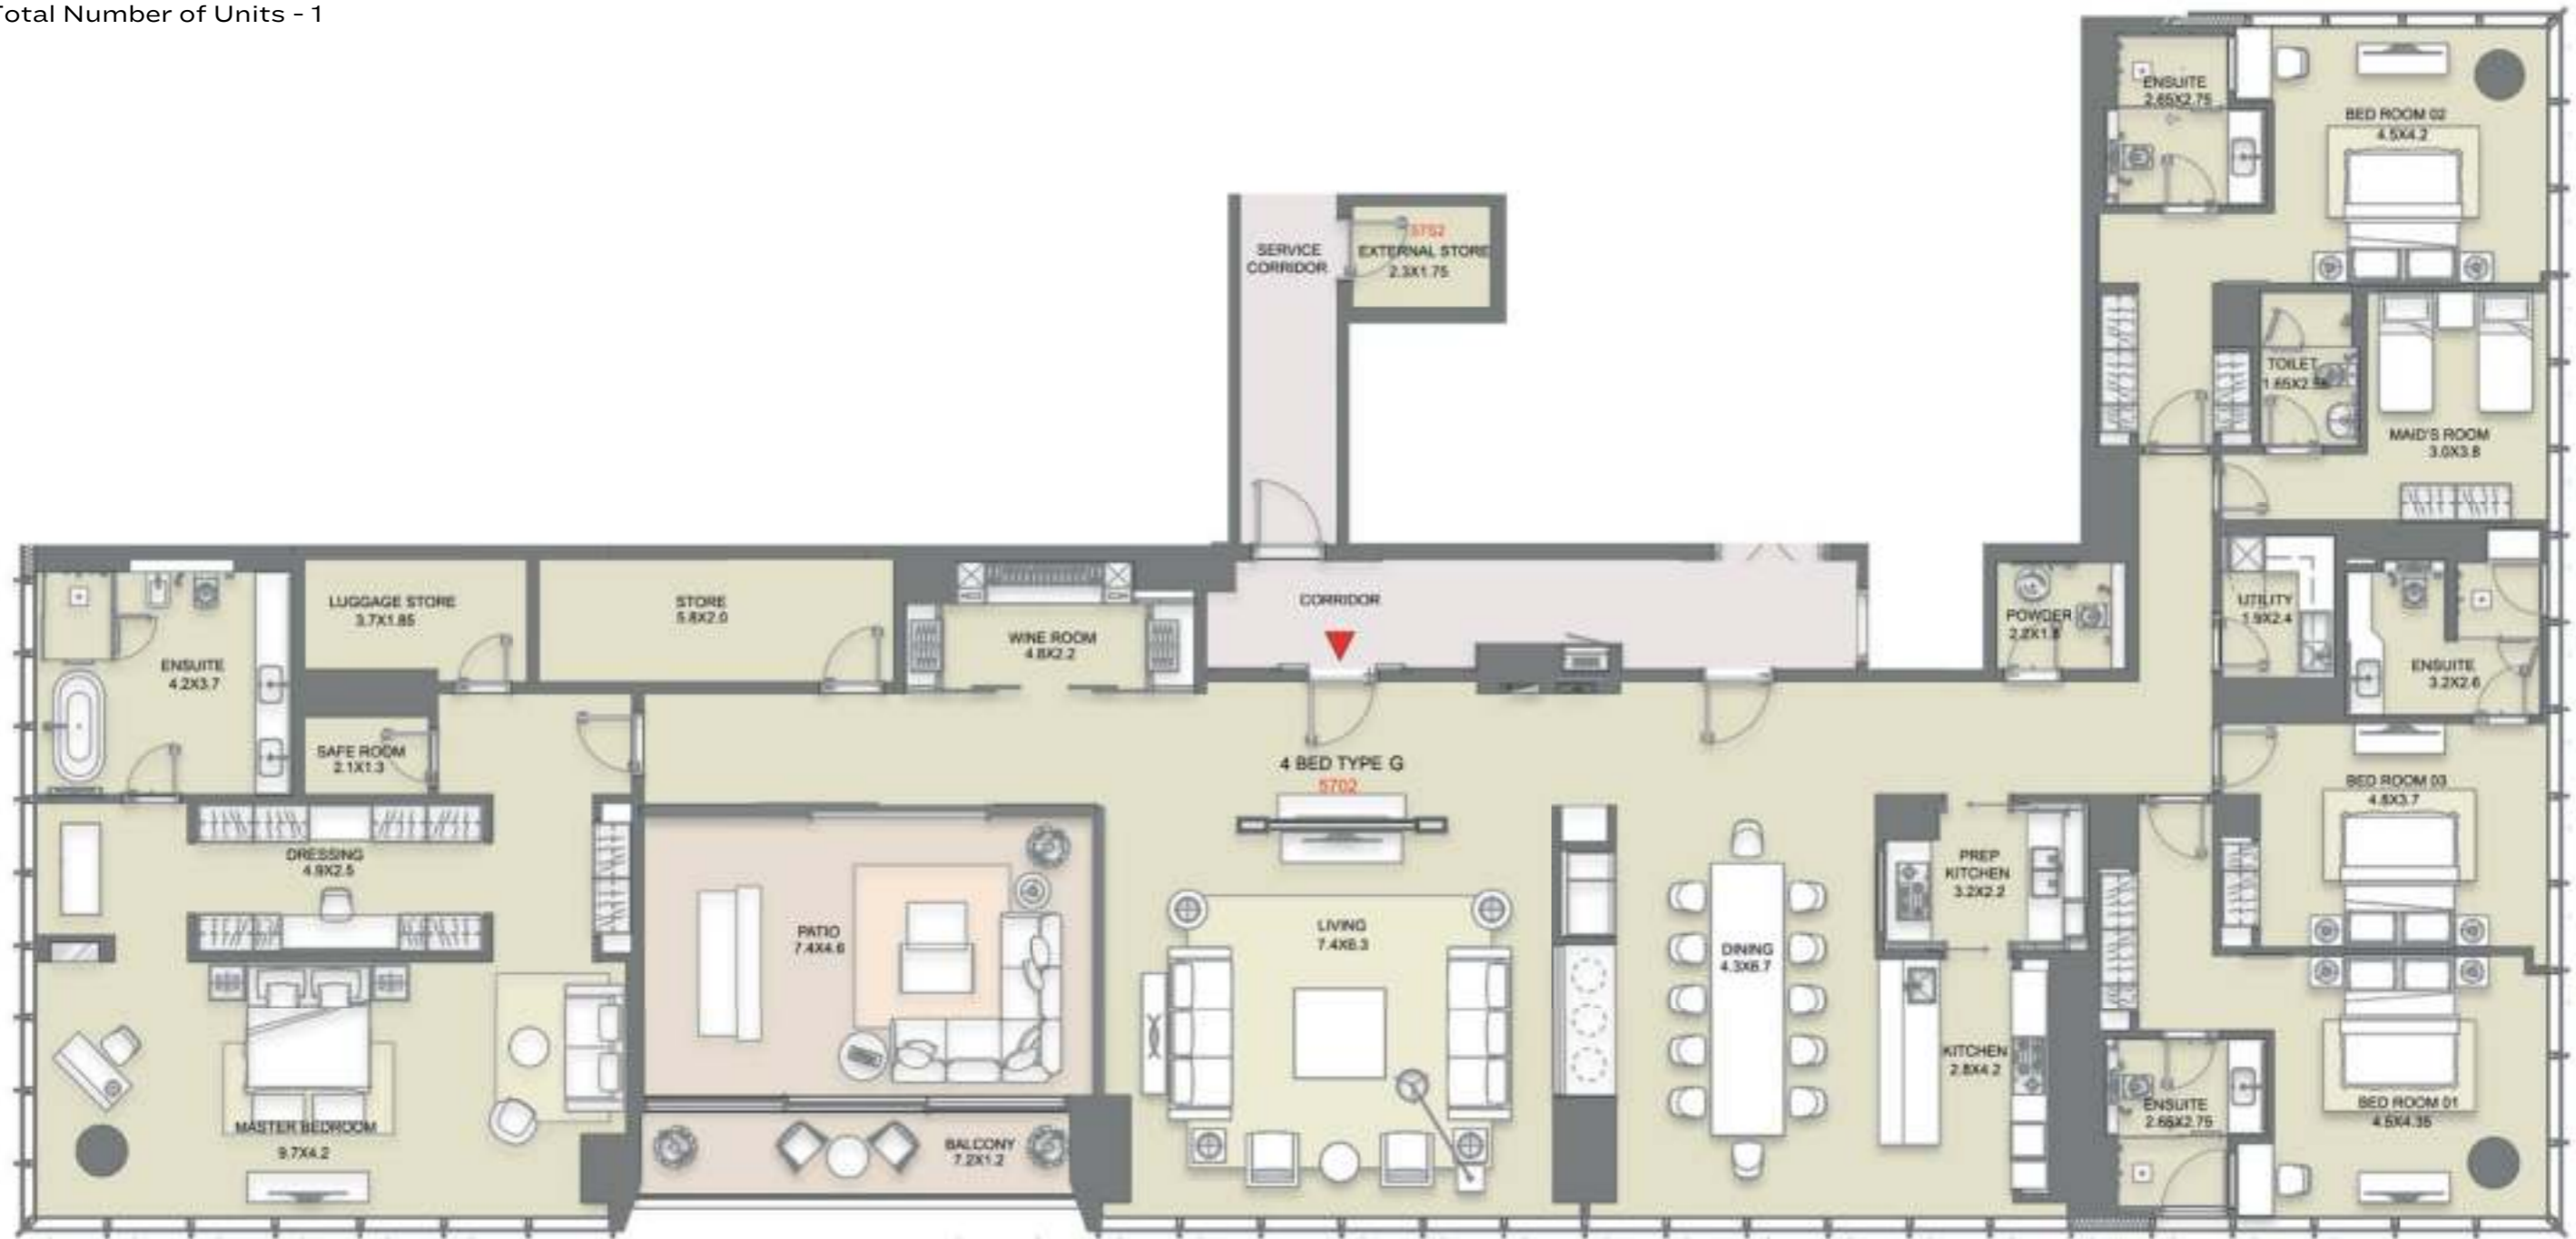 Total Number of Units - 1
ENSUITE
2.65X2.75
BED ROOM 02
4.5X4.2
SERVICE
CORRIDOR
5752
EXTERNAL STORE
2.3X1.75
TOILET
MAID'S ROOM
3.0X3.8
LUGGAGE STORE
3.7X1.85
STORE
5.8X2.0
WINE ROOM
4.8X2.2
CORRIDOR
POWDER
UTILITY
1.9X2.4
ENSUITE
4.2X3.7
ENSUITE
3.2X2.6
SAFE ROOM
2.1X1.3
4 BED TYPE G
5702
BED ROOM 03
4.8X3.7
DRESSING
4.9X2.5
PREP
KITCHEN
3.2X2.2
PATIO
7.4X4.6
LIVING
7.4X6.3
DINING
4.3X6.7
KITCHEN
2.8X4.2
MASTER BEDROOM
9.7X4.2
BALCONY
7.2X1.2
ENSUITE
2.65X2.75
BED ROOM 01
4.5X4.35